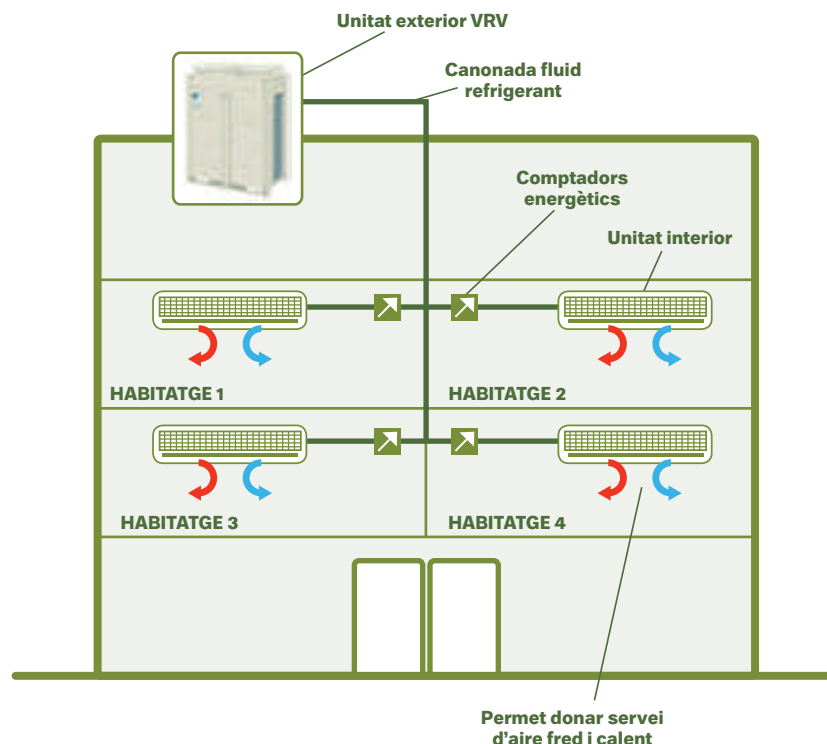 Unitat exterior VRV
Canonada fluid
refrigerant
Comptadors
energètics
Unitat interior
HABITATGE 1
HABITATGE 2
HABITATGE 3
HABITATGE 4
Permet donar servei
d'aire fred i calent